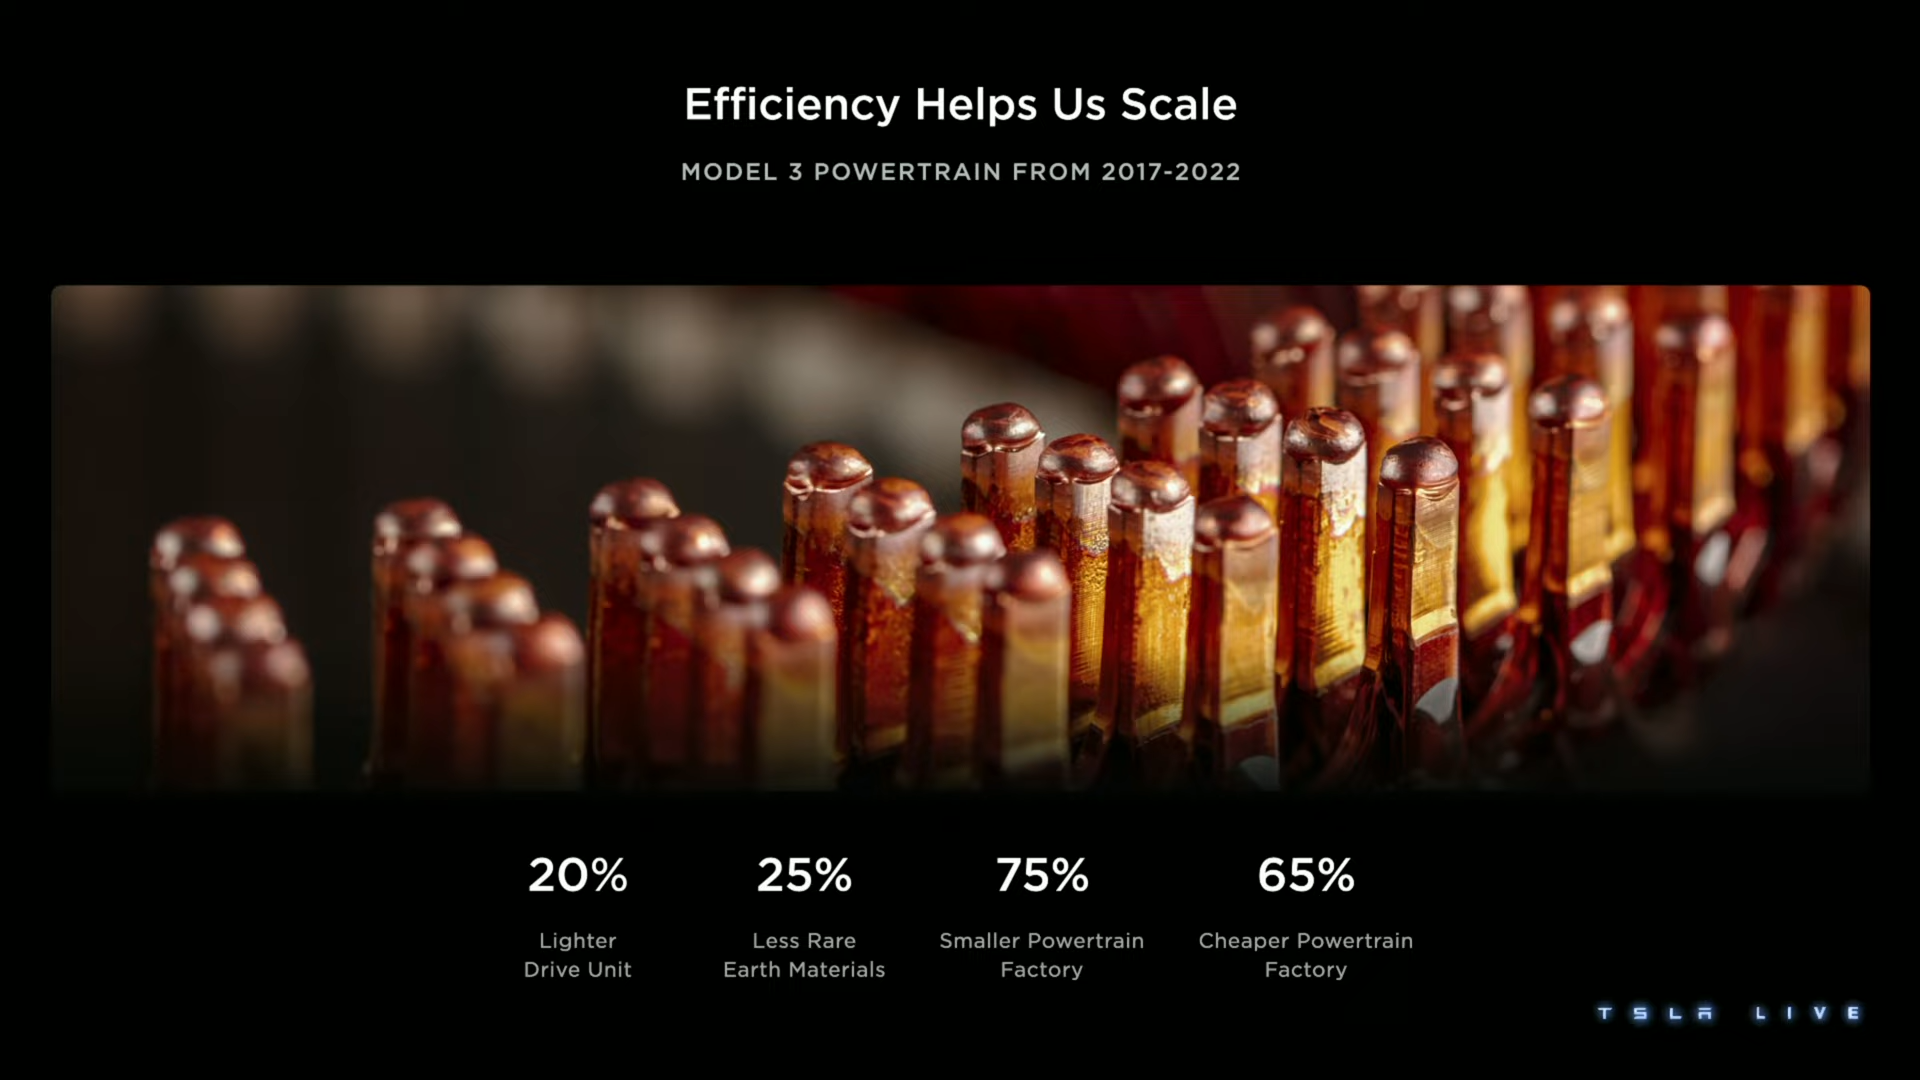 Efficiency Helps Us Scale
MODEL 3 POWERTRAIN FROM 2017-2022
20%
Lighter
Drive Unit
25%
Less Rare
Earth Materials
75%
Smaller Powertrain
Factory
65%
Cheaper Powertrain
Factory
TSLA LIVE